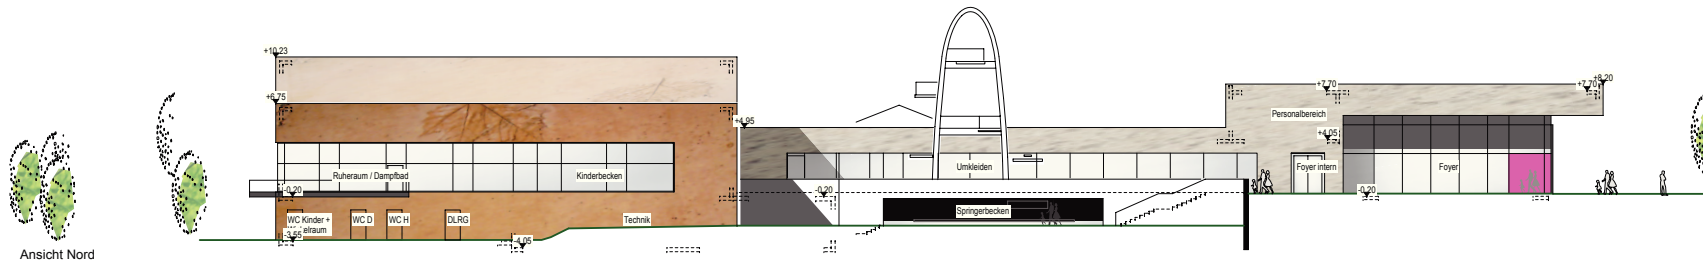 +10,23
+6,75
+4,95
+7,70
+7,70
+8,20
Personalbereich
+4,05
Ruheraum / Dampfbad
Kinderbecken
Umkleiden
Foyer intern
Foyer
-0,20
-0,20
-0,20
WC Kinder +
WC D
WC H
DLRG
Technik
Springerbecken
-3,55
-4,05
Ansicht Nord